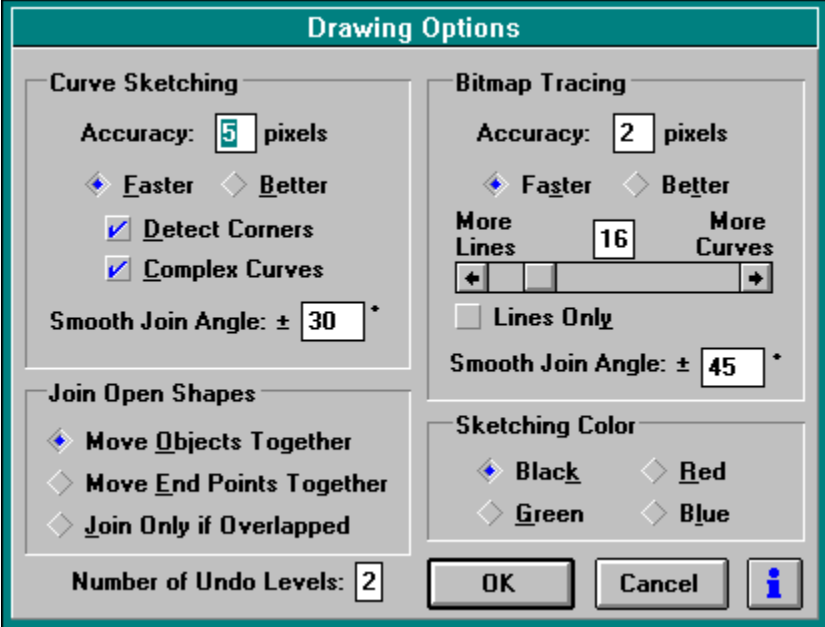 Drawing Options
Curve Sketching
Accuracy: 5 pixels
Faster Better
Detect Corners
Complex Curves
Smooth Join Angle: ± 30 °
Join Open Shapes
Move Objects Together
Move End Points Together
Join Only if Overlapped
Number of Undo Levels: 2
Bitmap Tracing
Accuracy: 2 pixels
Faster Better
More Lines 16 More Curves
Lines Only
Smooth Join Angle: ± 45 °
Sketching Color
Black Red
Green Blue
OK Cancel i